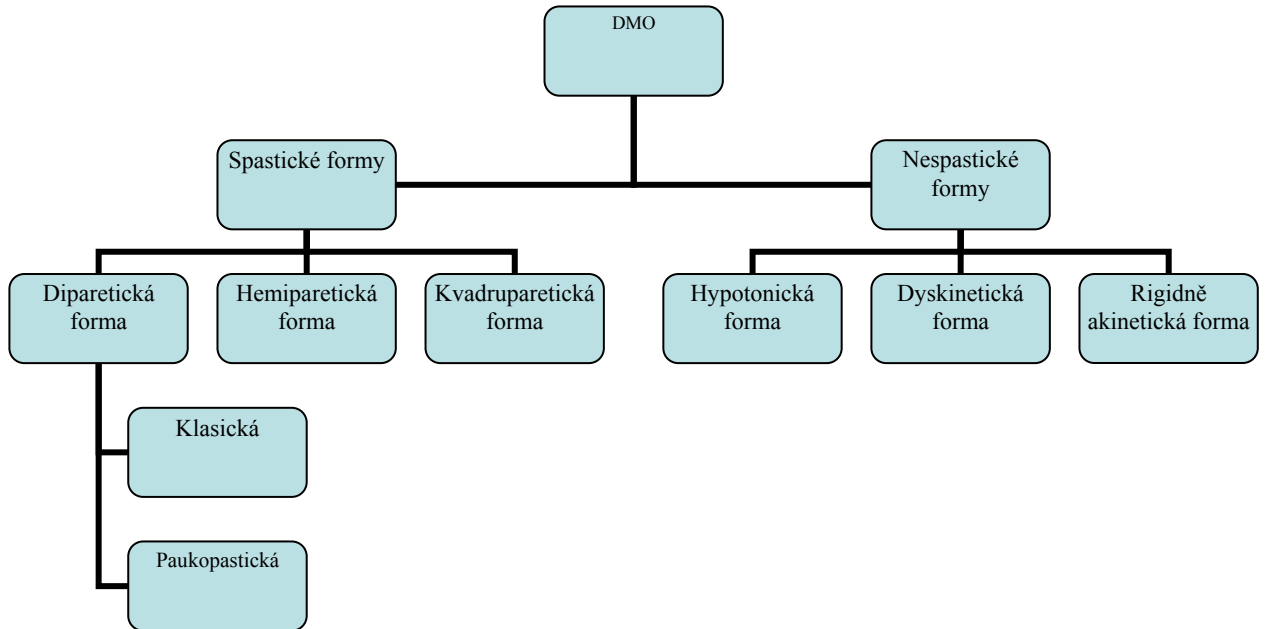 DMO
Spastické formy
Nespastické
formy
Diparetická
forma
Hemiparetická
forma
Kvadruparetická
forma
Hypotonická
forma
Dyskinetická
forma
Rigidně
akinetická forma
Klasická
Paukopastická